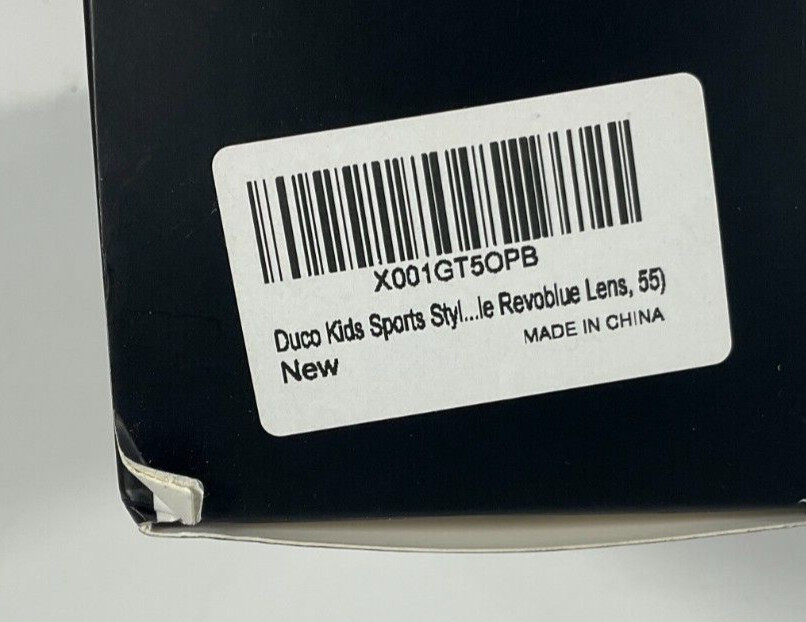 X001GT5OPB
Duco Kids Sports Styl...le Revoblue Lens, 55)
MADE IN CHINA
New